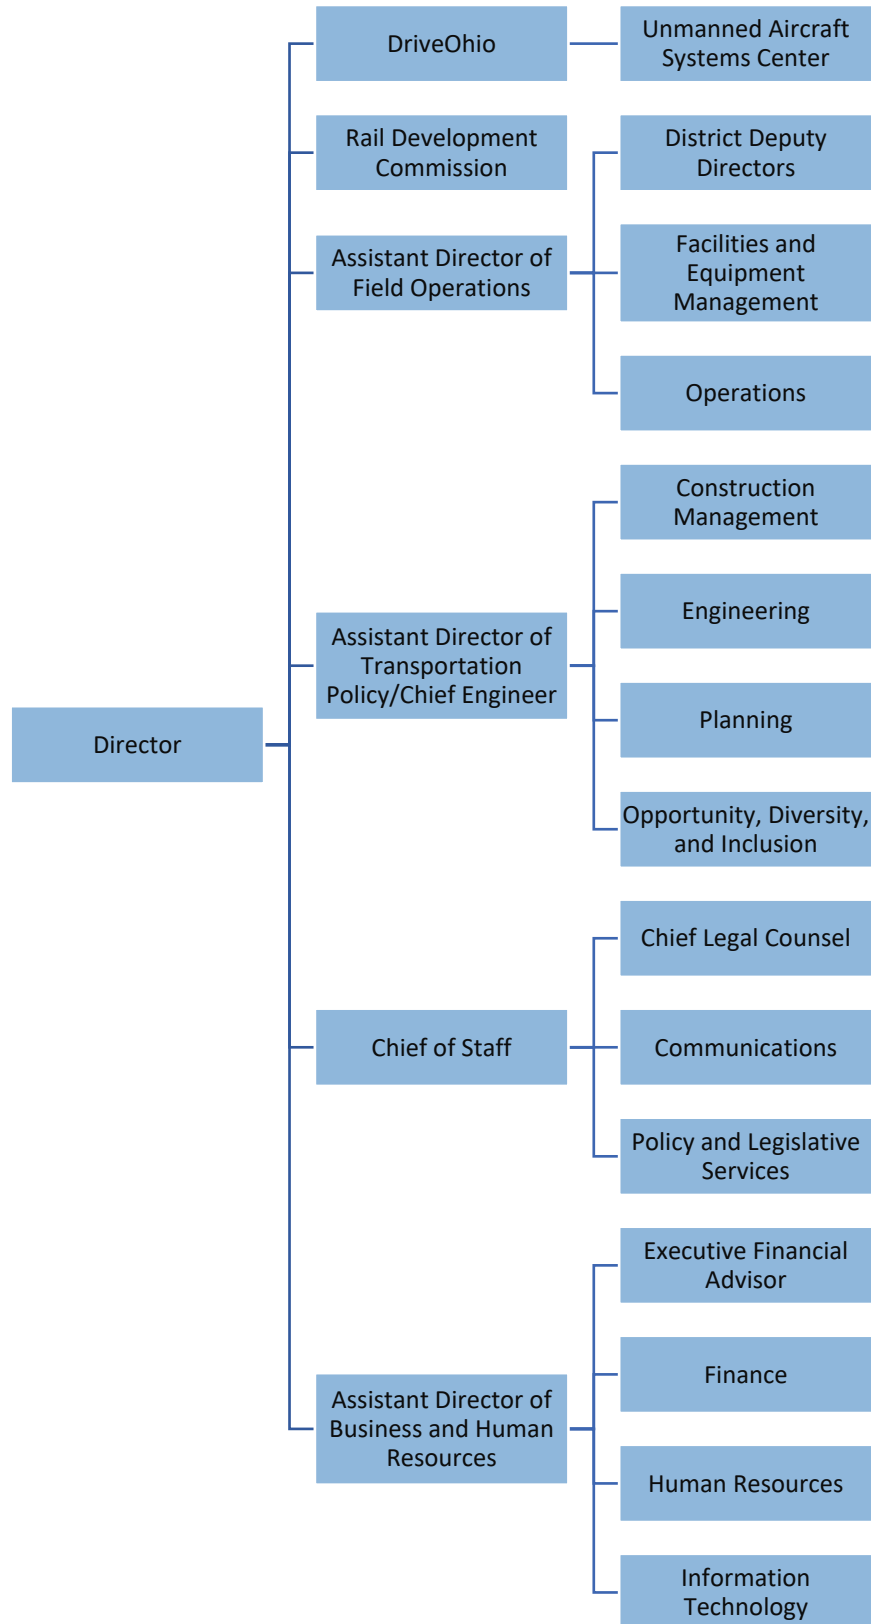 DriveOhio
Unmanned Aircraft
Systems Center
Rail Development
Commission
District Deputy
Directors
Assistant Director of
Field Operations
Facilities and
Equipment
Management
Operations
Construction
Management
Engineering
Assistant Director of
Transportation
Policy/Chief Engineer
Planning
Director
Opportunity, Diversity,
and Inclusion
Chief Legal Counsel
Chief of Staff
Communications
Policy and Legislative
Services
Executive Financial
Advisor
Finance
Assistant Director of
Business and Human
Resources
Human Resources
Information
Technology